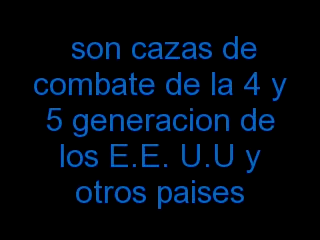 son cazas de
combate de la 4 y
5 generacion de
los E.E. U.U y
otros paises